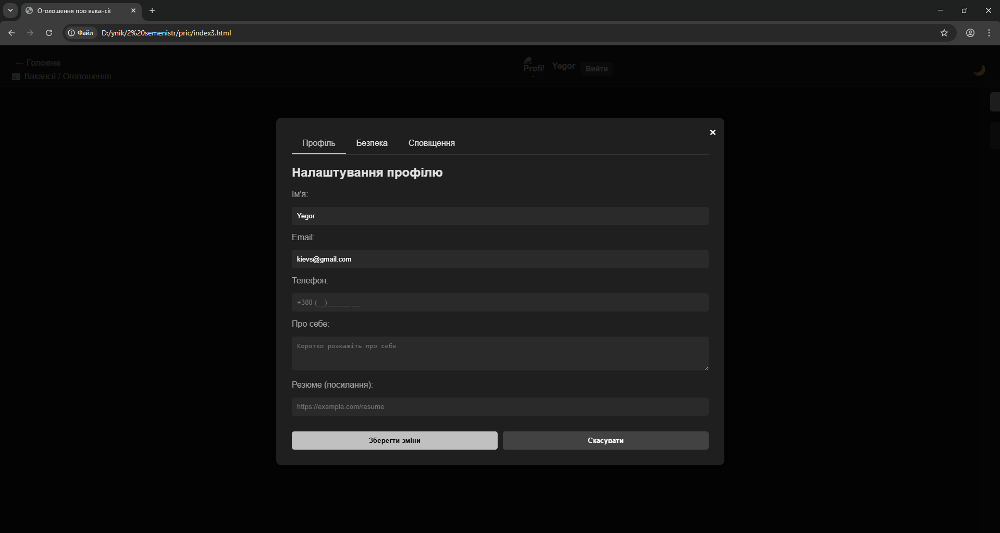 Оголошення про вакансії
Файл
D:/ynik/2%20semenistr/pric/index3.html
← Головна
Вакансії / Оголошення
Profil
Yegor
Вийти
Профіль
Безпека
Сповіщення
Налаштування профілю
Ім'я:
Yegor
Email:
kievs@gmail.com
Телефон:
+380 (__) ___ __ __
Про себе:
Коротко розкажіть про себе
Резюме (посилання):
https://example.com/resume
Зберегти зміни
Скасувати